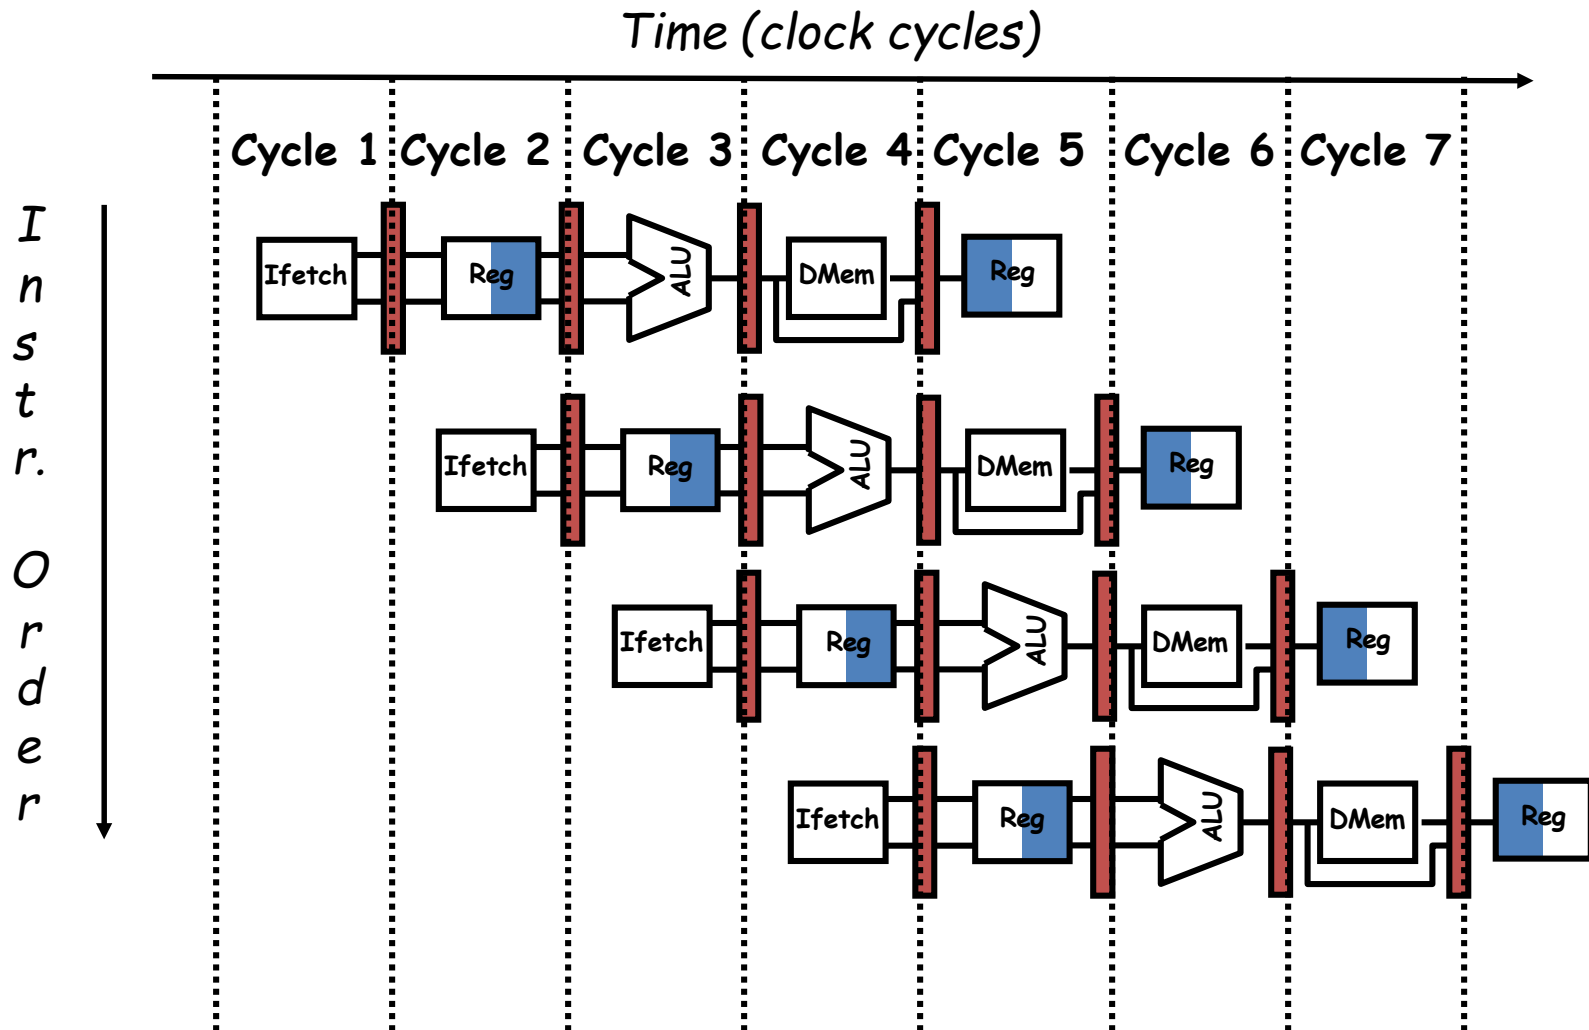 Time (clock cycles)
Cycle 1 Cycle 2 Cycle 3 Cycle 4 Cycle 5 Cycle 6 Cycle 7
Instr. Order
Ifetch Reg ALU DMem Reg
Ifetch Reg ALU DMem Reg
Ifetch Reg ALU DMem Reg
Ifetch Reg ALU DMem Reg